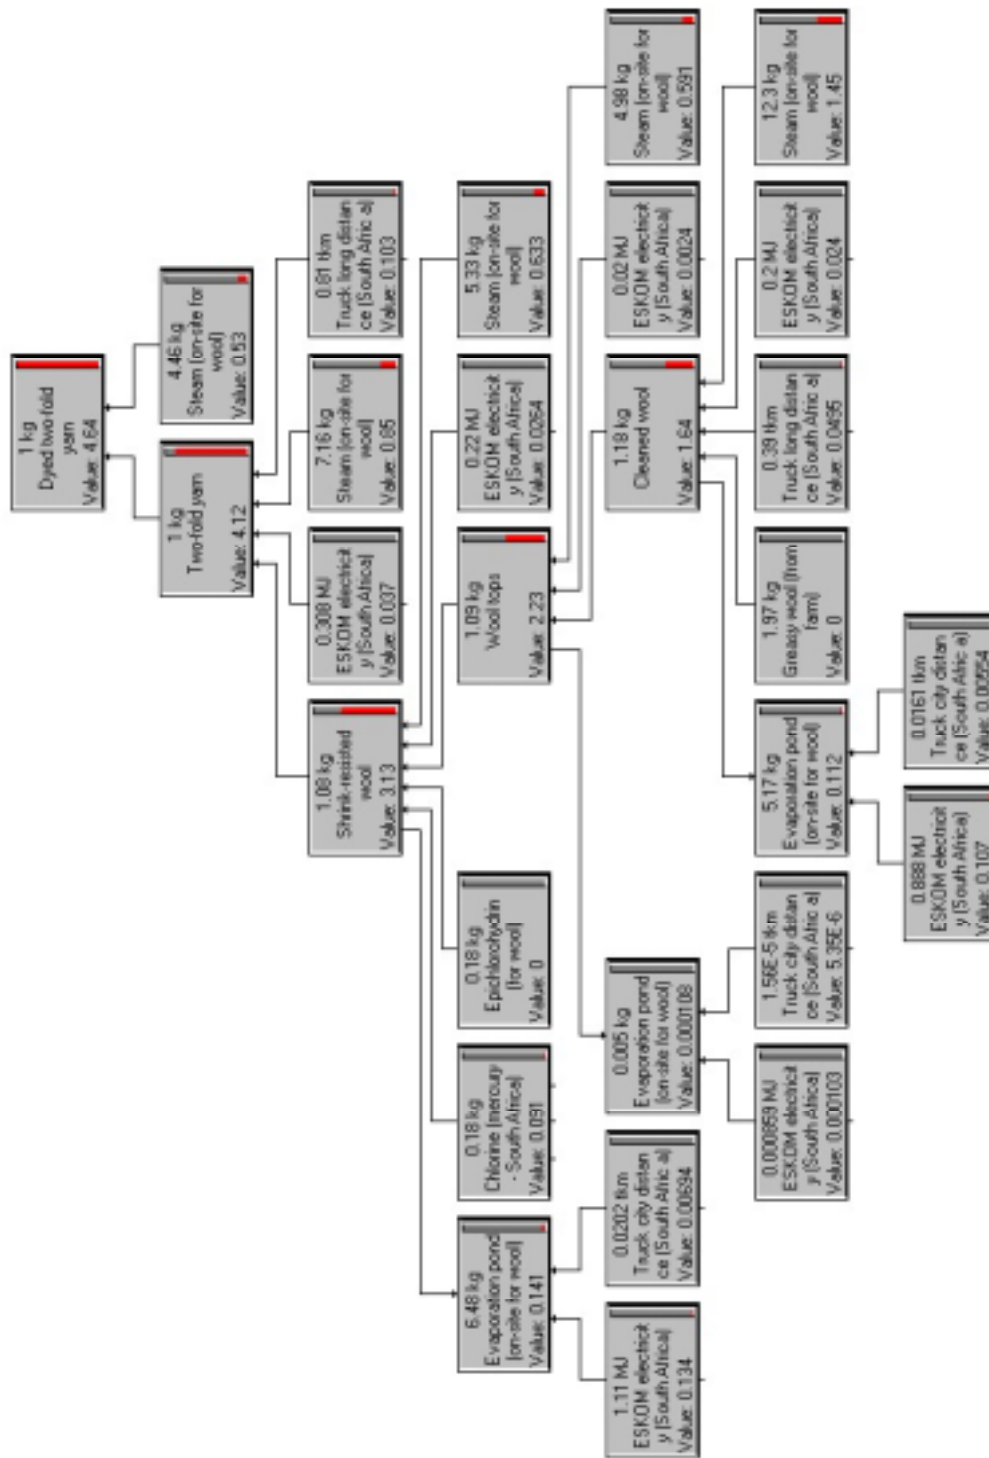 1 kg
Dyed two-fold
yarn
Value: 4.64
1 kg
Two-fold yarn
Value: 4.12
4.46 kg
Steam (on-site for
wool)
Value: 0.53
1.08 kg
Shrink-resisted
wool
Value: 3.13
0.308 MJ
ESKOM electricit
y (South Africa)
Value: 0.037
7.16 kg
Steam (on-site for
wool)
Value: 0.85
0.81 tkm
Truck long distan
ce (South Afric a)
Value: 0.103
6.48 kg
Evaporation pond
(on-site for wool)
Value: 0.141
0.18 kg
Chlorine (mercury
- South Africa)
Value: 0.091
0.18 kg
Epichlorohydrin
(for wool)
Value: 0
1.09 kg
Wool tops
Value: 2.23
0.22 MJ
ESKOM electricit
y (South Africa)
Value: 0.0264
5.33 kg
Steam (on-site for
wool)
Value: 0.633
1.11 MJ
ESKOM electricit
y (South Africa)
Value: 0.134
0.0202 tkm
Truck city distan
ce (South Afric a)
Value: 0.00694
0.005 kg
Evaporation pond
(on-site for wool)
Value: 0.000108
1.18 kg
Cleaned wool
Value: 1.64
0.02 MJ
ESKOM electricit
y (South Africa)
Value: 0.0024
4.98 kg
Steam (on-site for
wool)
Value: 0.591
0.000859 MJ
ESKOM electricit
y (South Africa)
Value: 0.000103
1.56E-5 tkm
Truck city distan
ce (South Afric a)
Value: 5.35E-6
5.17 kg
Evaporation pond
(on-site for wool)
Value: 0.112
1.97 kg
Greasy wool (from
farm)
Value: 0
0.39 tkm
Truck long distan
ce (South Afric a)
Value: 0.0495
0.2 MJ
ESKOM electricit
y (South Africa)
Value: 0.024
12.3 kg
Steam (on-site for
wool)
Value: 1.45
0.888 MJ
ESKOM electricit
y (South Africa)
Value: 0.107
0.0161 tkm
Truck city distan
ce (South Afric a)
Value: 0.00554